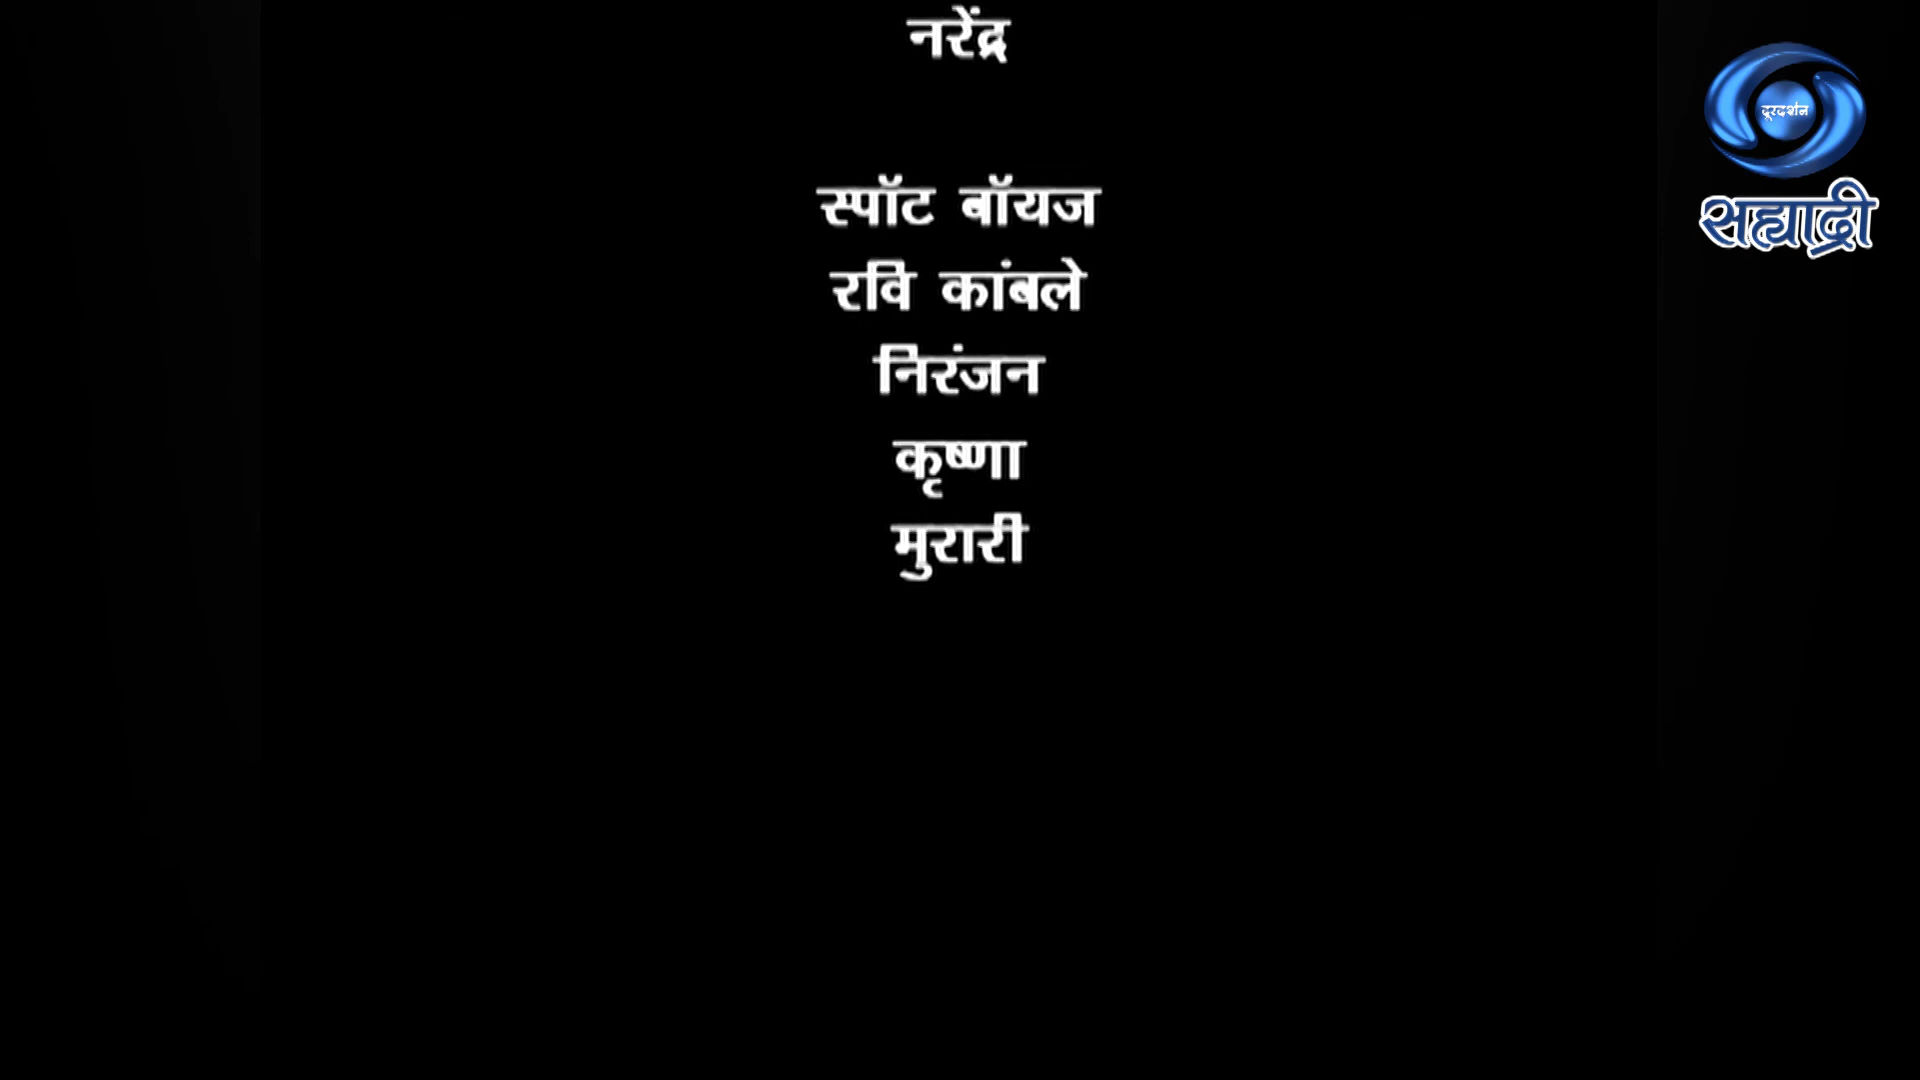 नरेंद्र
स्पॉट बॉयज
रवि कांबले
निरंजन
कृष्णा
मुरारी
दूरदर्शन
सह्याद्री